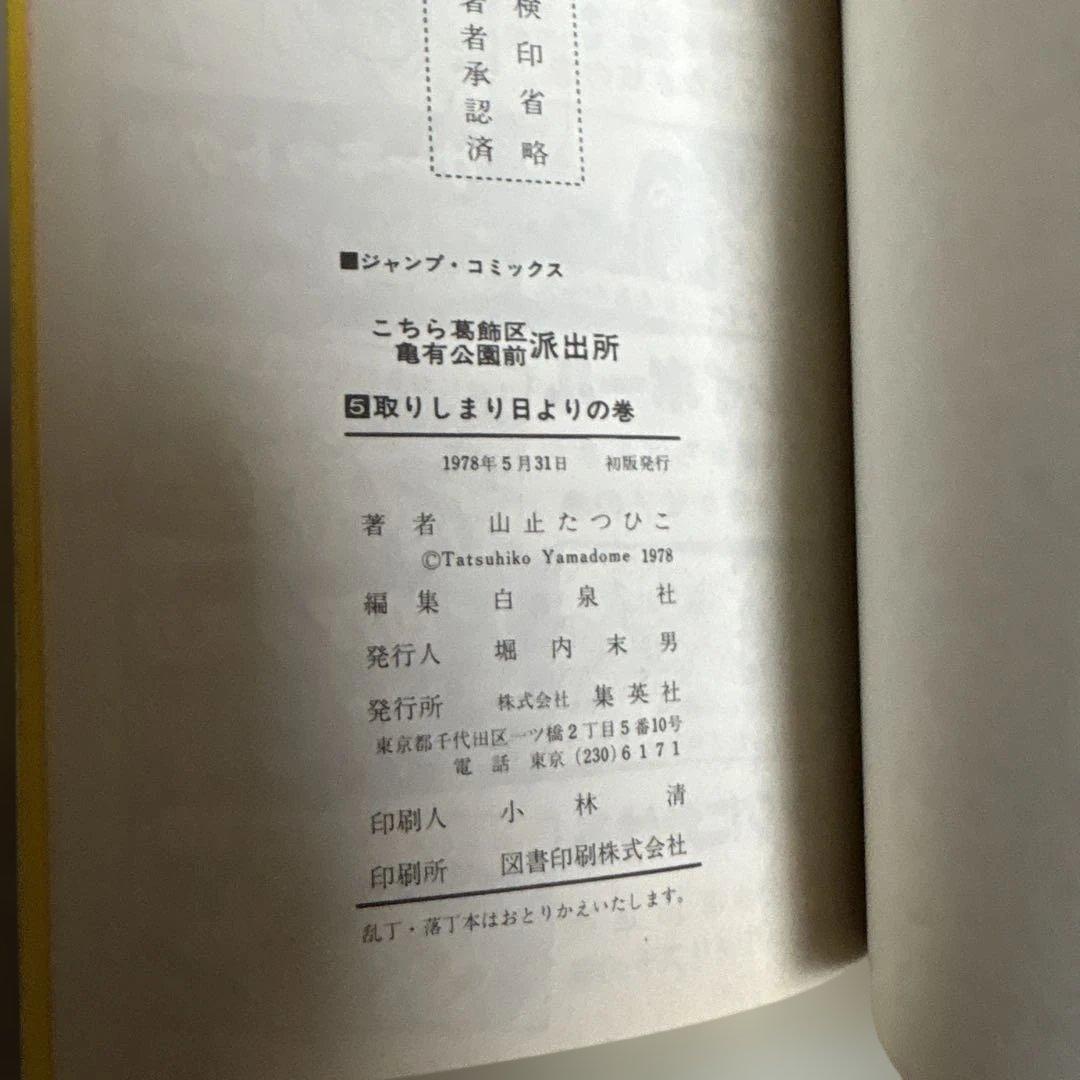 検印省略
著者承認済
■ジャンプ・コミックス
こちら葛飾区亀有公園前派出所
5取りしまり日よりの巻
1978年5月31日 初版発行
著者 山止たつひこ
©Tatsuhiko Yamadome 1978
編集 白泉社
発行人 堀内末男
発行所 株式会社 集英社
東京都千代田区一ツ橋2丁目5番10号
電話 東京(230)6171
印刷人 小林清
印刷所 図書印刷株式会社
乱丁・落丁本はおとりかえいたします。